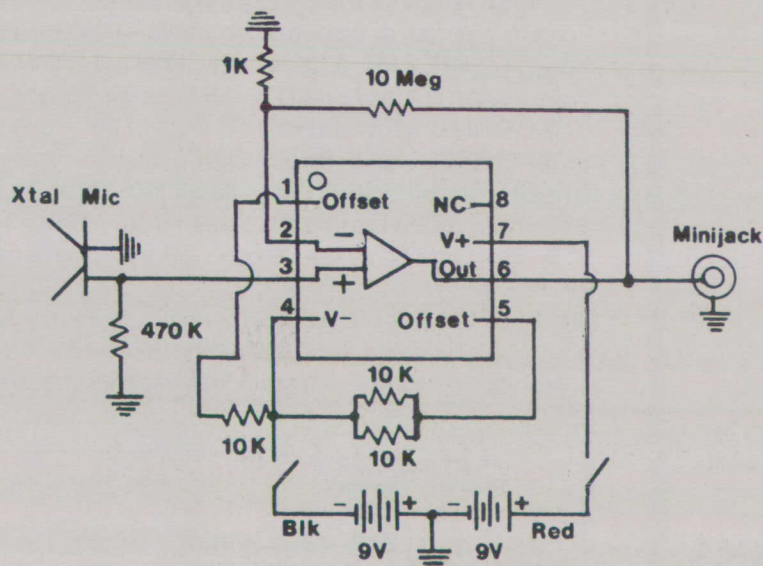 1K
10 Meg
Xtal Mic
1
Offset
NC
8
2
−
V+
7
Minijack
3
+
Out
6
4
V−
Offset
5
470 K
10 K
10 K
10 K
−
+
−
+
Blk
9V
9V
Red